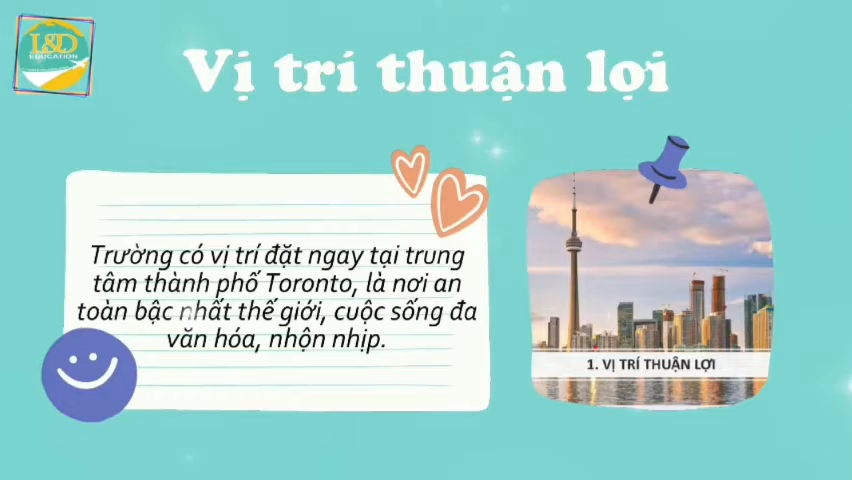 L&D
EDUCATION
Vị trí thuận lợi
Trường có vị trí đặt ngay tại trung
tâm thành phố Toronto, là nơi an
toàn bậc nhất thế giới, cuộc sống đa
văn hóa, nhộn nhịp.
1. VỊ TRÍ THUẬN LỢI